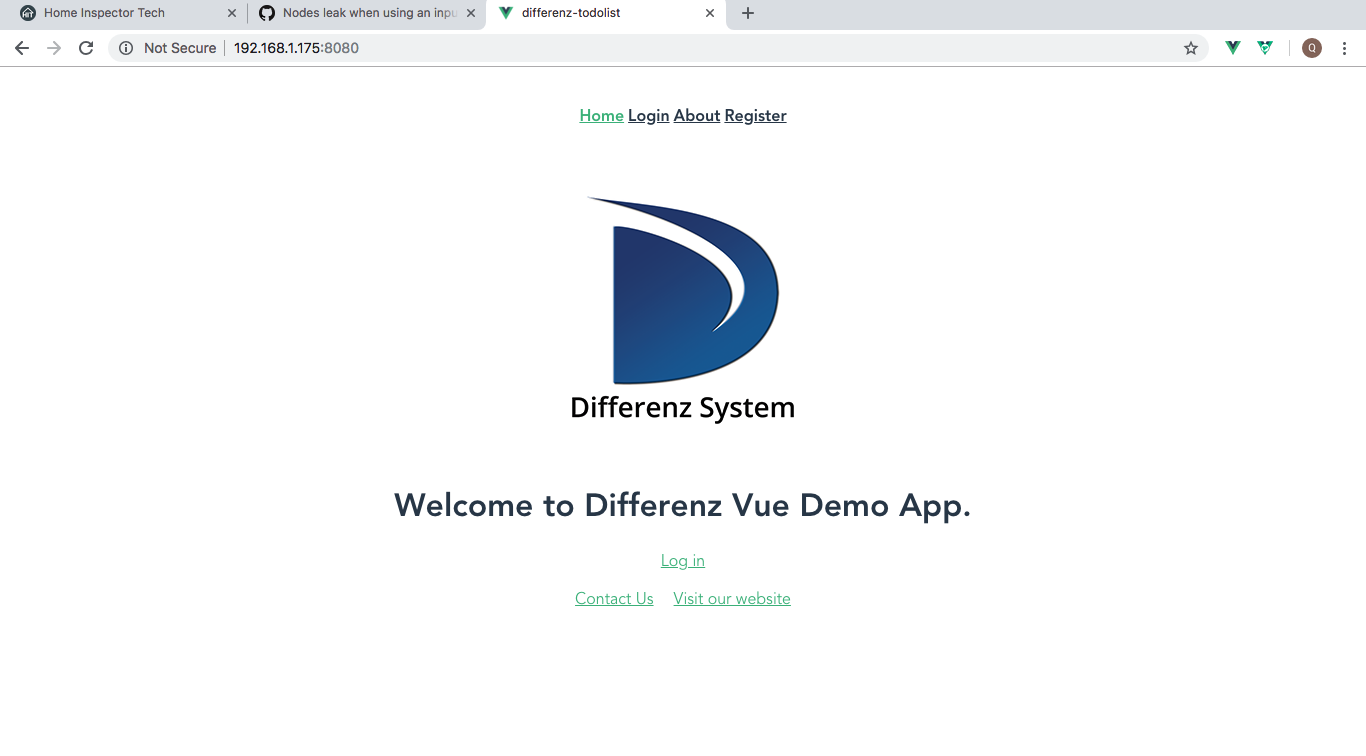 Home Inspector Tech
Nodes leak when using an inpu
differenz-todolist
Not Secure 192.168.1.175:8080
Q
Home Login About Register
Differenz System
Welcome to Differenz Vue Demo App.
Log in
Contact Us Visit our website